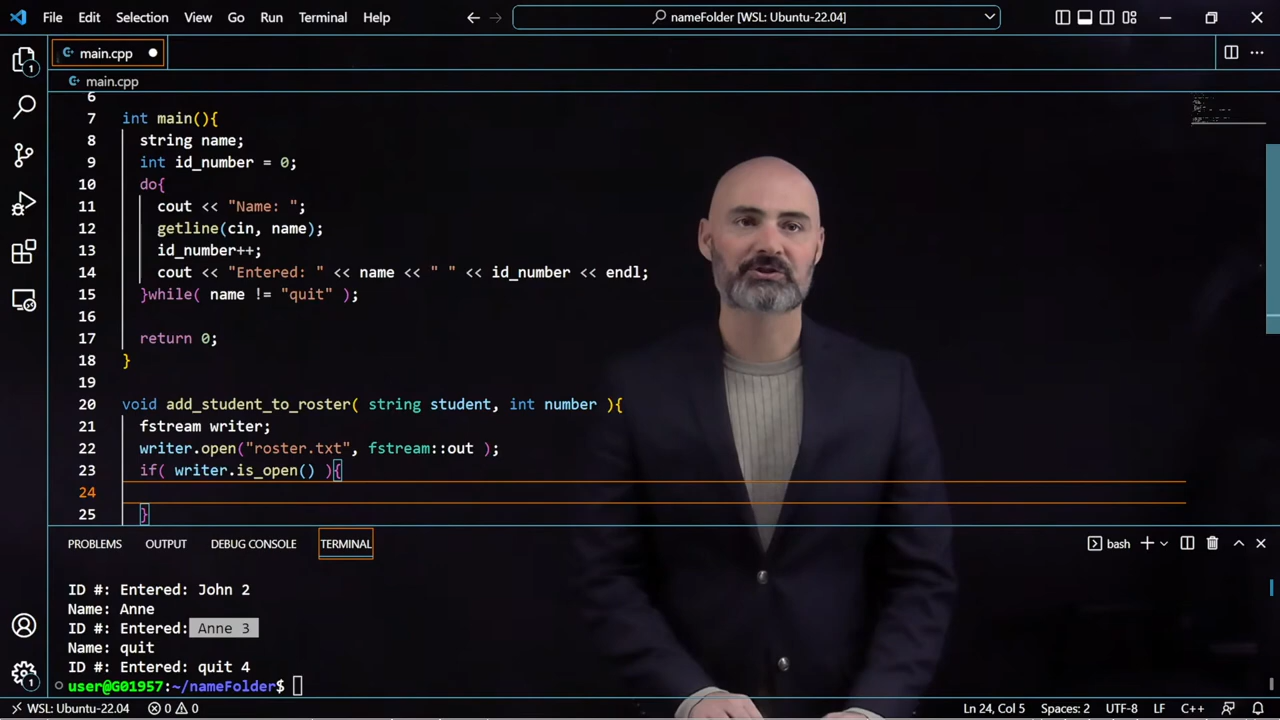 File Edit Selection View Go Run Terminal Help
nameFolder [WSL: Ubuntu-22.04]
main.cpp
main.cpp
6
7 int main(){
8 string name;
9 int id_number = 0;
10 do{
11 cout << "Name: ";
12 getline(cin, name);
13 id_number++;
14 cout << "Entered: " << name << " " << id_number << endl;
15 }while( name != "quit" );
16
17 return 0;
18 }
19
20 void add_student_to_roster( string student, int number ){
21 fstream writer;
22 writer.open("roster.txt", fstream::out );
23 if( writer.is_open() ){
24
25 }
PROBLEMS OUTPUT DEBUG CONSOLE TERMINAL bash
ID #: Entered: John 2
Name: Anne
ID #: Entered: Anne 3
Name: quit
ID #: Entered: quit 4
user@G01957:~/nameFolder$
WSL: Ubuntu-22.04 0 0 Ln 24, Col 5 Spaces: 2 UTF-8 LF C++
1
1